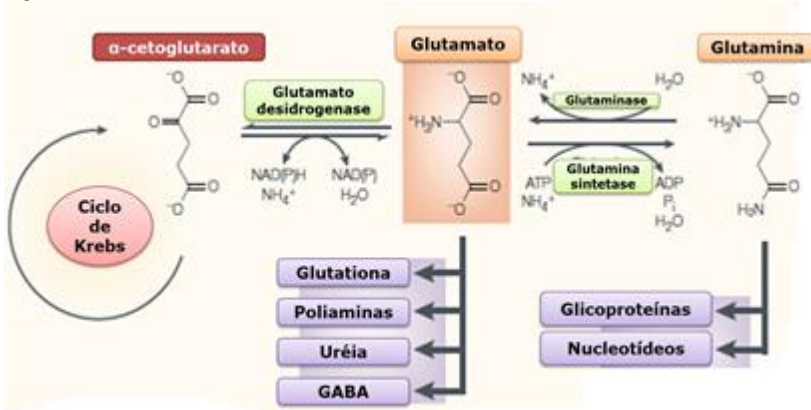 α-cetoglutarato
Glutamato
Glutamina
⁻O
O
O
O
⁻O
Glutamato
desidrogenase
NAD(P)H
NH₄⁺
NAD(P)
H₂O
⁻O
O
⁺H₃N
O
⁻O
NH₄⁺
H₂O
Glutaminase
Glutamina
sintetase
ATP
NH₄⁺
ADP
Pᵢ
H₂O
⁻O
O
⁺H₃N
O
H₂N
Ciclo
de
Krebs
Glutationa
Poliaminas
Uréia
GABA
Glicoproteínas
Nucleotídeos